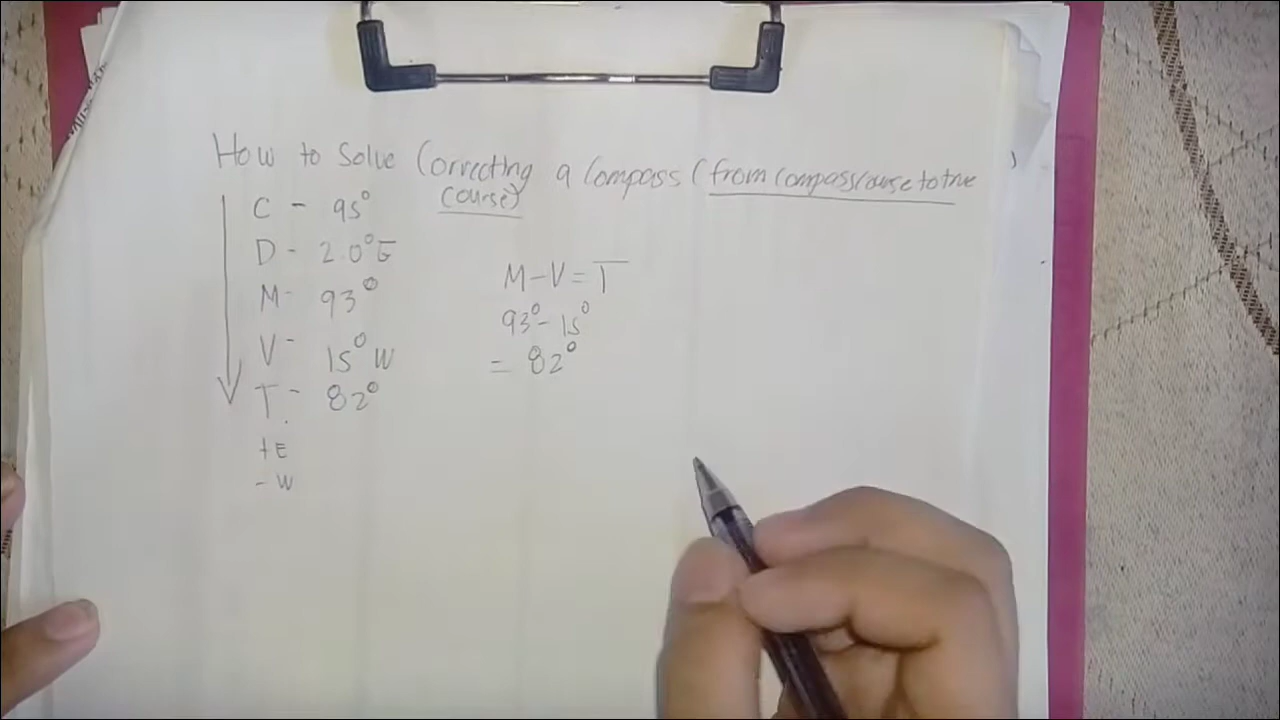 How to Solve Correcting a Compass (from compass course to true
course)
C - 95°
D - 2.0°E
M- 93°
V- 15°W
T- 82°
+E
-W
M-V=T
93°-15°
= 82°